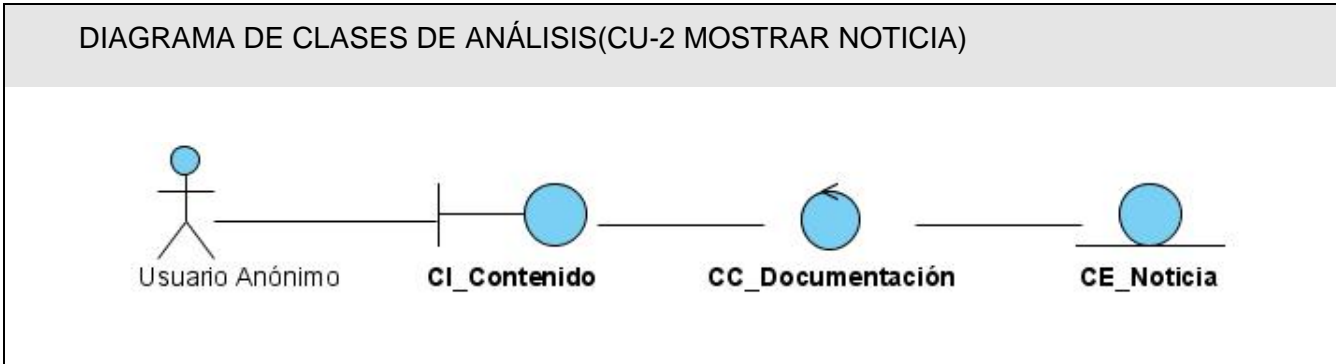 DIAGRAMA DE CLASES DE ANÁLISIS(CU-2 MOSTRAR NOTICIA)
Usuario Anónimo
CI_Contenido
CC_Documentación
CE_Noticia